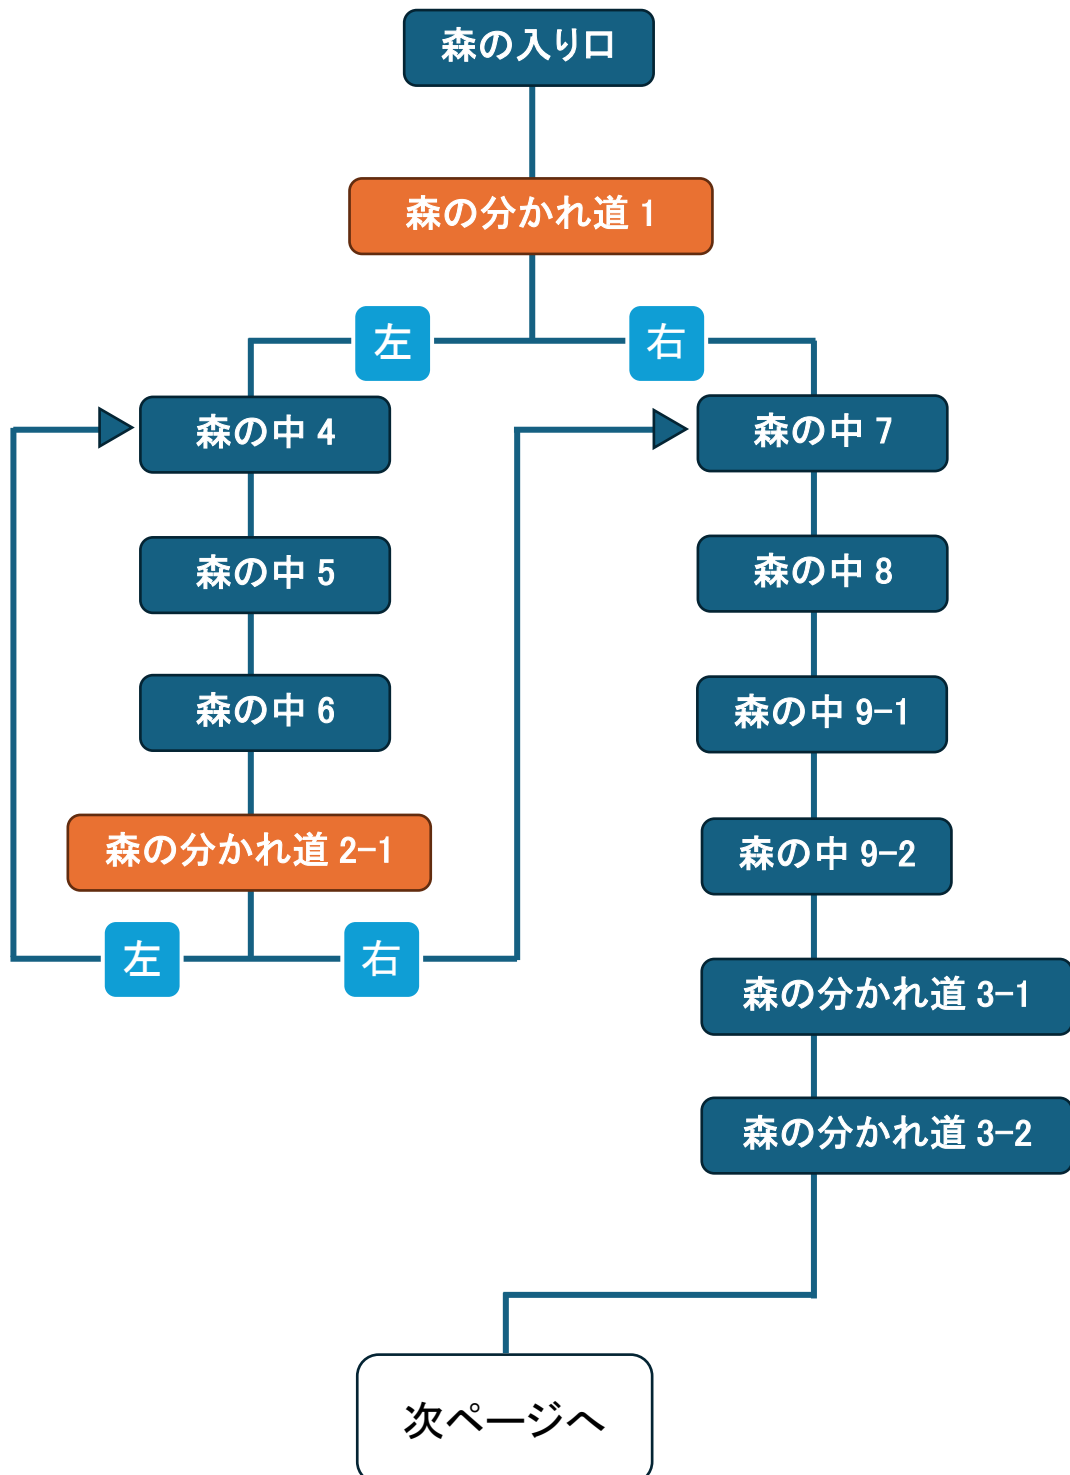 森の入り口
森の分かれ道 1
左
右
森の中 4
森の中 5
森の中 6
森の分かれ道 2-1
左
右
森の中 7
森の中 8
森の中 9-1
森の中 9-2
森の分かれ道 3-1
森の分かれ道 3-2
次ページへ